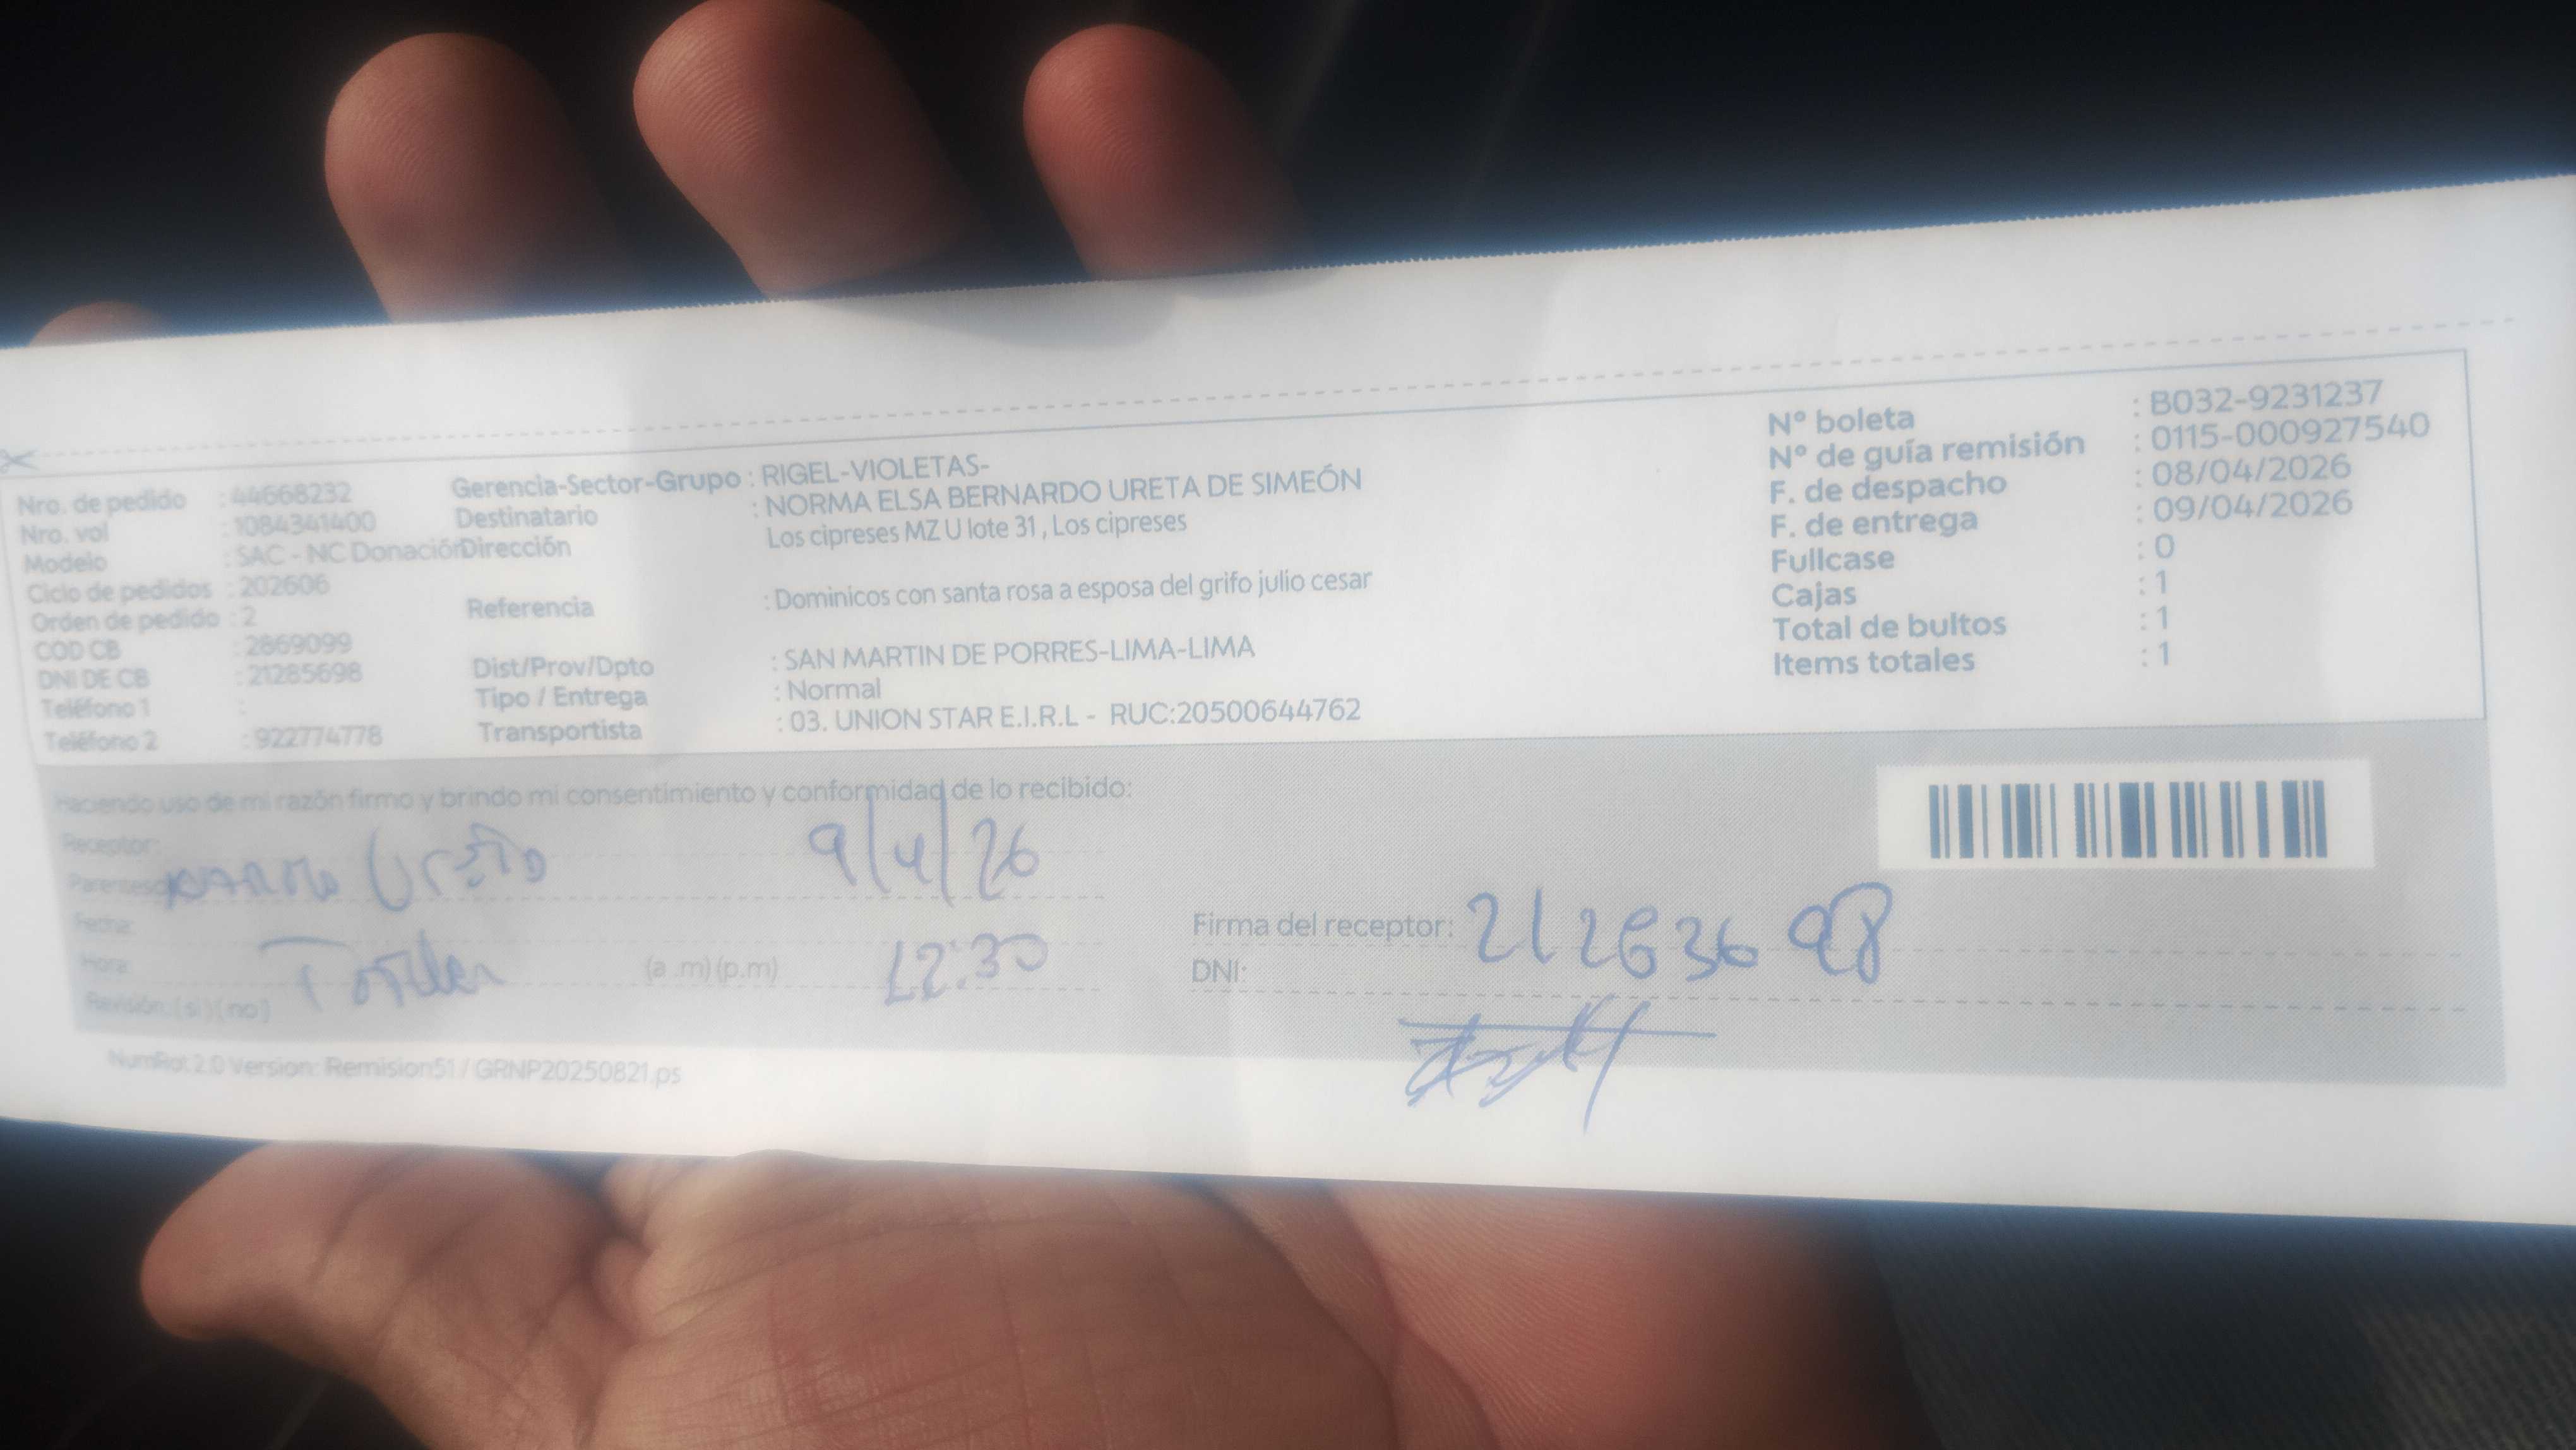 Nro. de pedido : 44668232
Nro. vol : 1084341400
Modelo : SAC - NC Donación
Ciclo de pedidos : 202606
Orden de pedido : 2
COD CB : 2869099
DNI DE CB : 21285698
Teléfono 1 :
Teléfono 2 : 922774778
Gerencia-Sector-Grupo : RIGEL-VIOLETAS-
Destinatario : NORMA ELSA BERNARDO URETA DE SIMEÓN
Dirección Los cipreses MZ U lote 31 , Los cipreses
Referencia : Dominicos con santa rosa a esposa del grifo julio cesar
Dist/Prov/Dpto : SAN MARTIN DE PORRES-LIMA-LIMA
Tipo / Entrega : Normal
Transportista : 03. UNION STAR E.I.R.L - RUC:20500644762
Nº boleta : B032-9231237
Nº de guía remisión : 0115-000927540
F. de despacho : 08/04/2026
F. de entrega : 09/04/2026
Fullcase : 0
Cajas : 1
Total de bultos : 1
Items totales : 1
Haciendo uso de mi razón firmo y brindo mi consentimiento y conformidad de lo recibido:
Receptor:
9/4/26
Fecha:
Hora: (a .m) (p.m) 12:30
Revisión: ( si ) ( no )
Firma del receptor:
DNI:
NumRot 2.0 Version: Remision51 / GRNP20250821.ps